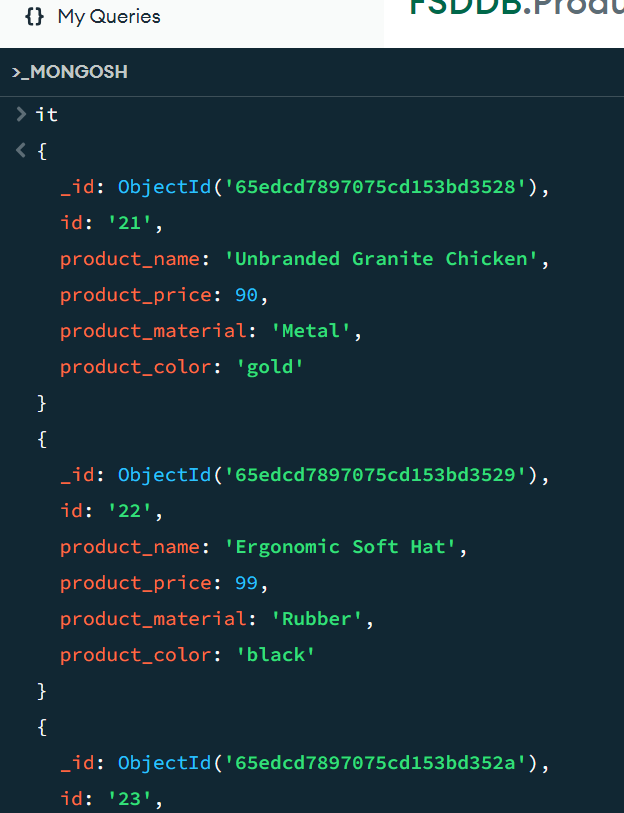 {} My Queries
FSDDB.Produ
>_MONGOSH
> it
< {
_id: ObjectId('65edcd7897075cd153bd3528'),
id: '21',
product_name: 'Unbranded Granite Chicken',
product_price: 90,
product_material: 'Metal',
product_color: 'gold'
}
{
_id: ObjectId('65edcd7897075cd153bd3529'),
id: '22',
product_name: 'Ergonomic Soft Hat',
product_price: 99,
product_material: 'Rubber',
product_color: 'black'
}
{
_id: ObjectId('65edcd7897075cd153bd352a'),
id: '23',